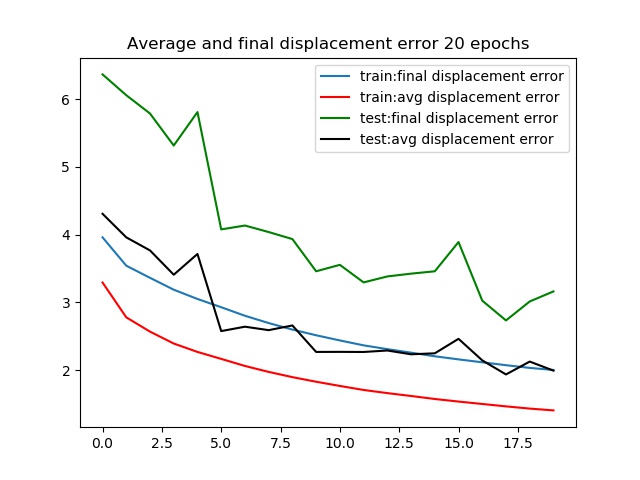 Average and final displacement error 20 epochs
train:final displacement error
train:avg displacement error
test:final displacement error
test:avg displacement error
6
5
4
3
2
0.0 2.5 5.0 7.5 10.0 12.5 15.0 17.5